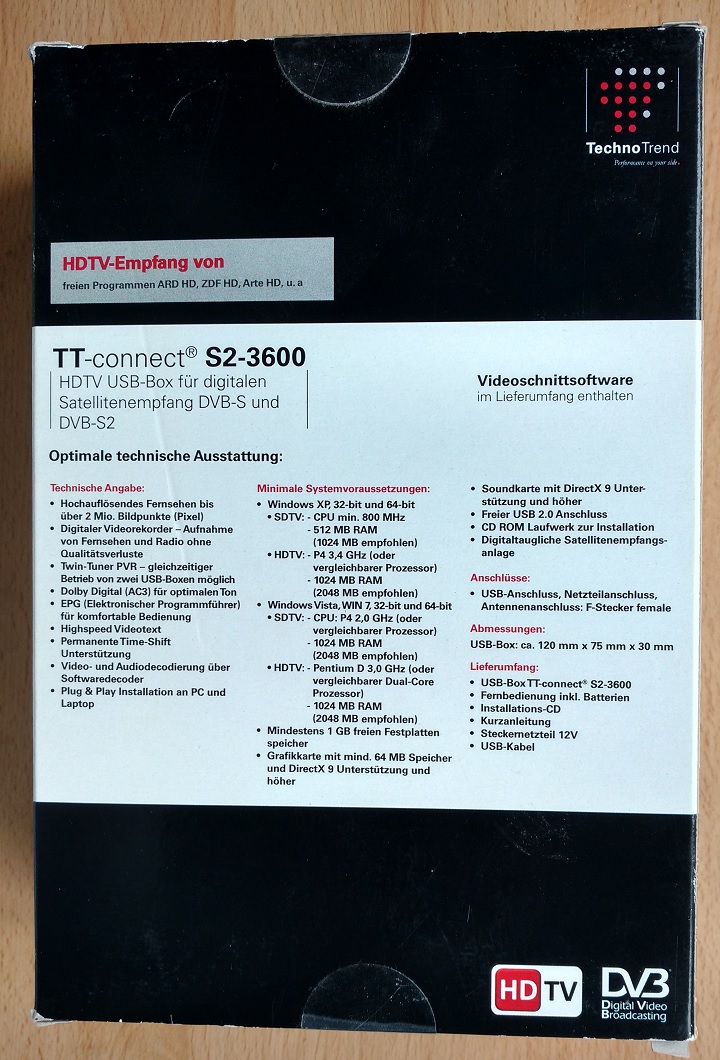 TechnoTrend
Performance on your side.
HDTV-Empfang von
freien Programmen ARD HD, ZDF HD, Arte HD, u. a
TT-connect® S2-3600
HDTV USB-Box für digitalen
Satellitenempfang DVB-S und
DVB-S2
Videoschnittsoftware
im Lieferumfang enthalten
Optimale technische Ausstattung:
Technische Angabe:
• Hochauflösendes Fernsehen bis
über 2 Mio. Bildpunkte (Pixel)
• Digitaler Videorekorder – Aufnahme
von Fernsehen und Radio ohne
Qualitätsverluste
• Twin-Tuner PVR – gleichzeitiger
Betrieb von zwei USB-Boxen möglich
• Dolby Digital (AC3) für optimalen Ton
• EPG (Elektronischer Programmführer)
für komfortable Bedienung
• Highspeed Videotext
• Permanente Time-Shift
Unterstützung
• Video- und Audiodecodierung über
Softwaredecoder
• Plug & Play Installation an PC und
Laptop
Minimale Systemvoraussetzungen:
• Windows XP, 32-bit und 64-bit
• SDTV: - CPU min. 800 MHz
- 512 MB RAM
(1024 MB empfohlen)
• HDTV: - P4 3,4 GHz (oder
vergleichbarer Prozessor)
- 1024 MB RAM
(2048 MB empfohlen)
• Windows Vista, WIN 7, 32-bit und 64-bit
• SDTV: - CPU: P4 2,0 GHz (oder
vergleichbarer Prozessor)
- 1024 MB RAM
(2048 MB empfohlen)
• HDTV: - Pentium D 3,0 GHz (oder
vergleichbarer Dual-Core
Prozessor)
- 1024 MB RAM
(2048 MB empfohlen)
• Mindestens 1 GB freien Festplatten
speicher
• Grafikkarte mit mind. 64 MB Speicher
und DirectX 9 Unterstützung und
höher
• Soundkarte mit DirectX 9 Unter-
stützung und höher
• Freier USB 2.0 Anschluss
• CD ROM Laufwerk zur Installation
• Digitaltaugliche Satellitenempfangs-
anlage
Anschlüsse:
• USB-Anschluss, Netzteilanschluss,
Antennenanschluss: F-Stecker female
Abmessungen:
USB-Box: ca. 120 mm x 75 mm x 30 mm
Lieferumfang:
• USB-Box TT-connect® S2-3600
• Fernbedienung inkl. Batterien
• Installations-CD
• Kurzanleitung
• Steckernetzteil 12V
• USB-Kabel
HD TV
DVB
Digital Video
Broadcasting